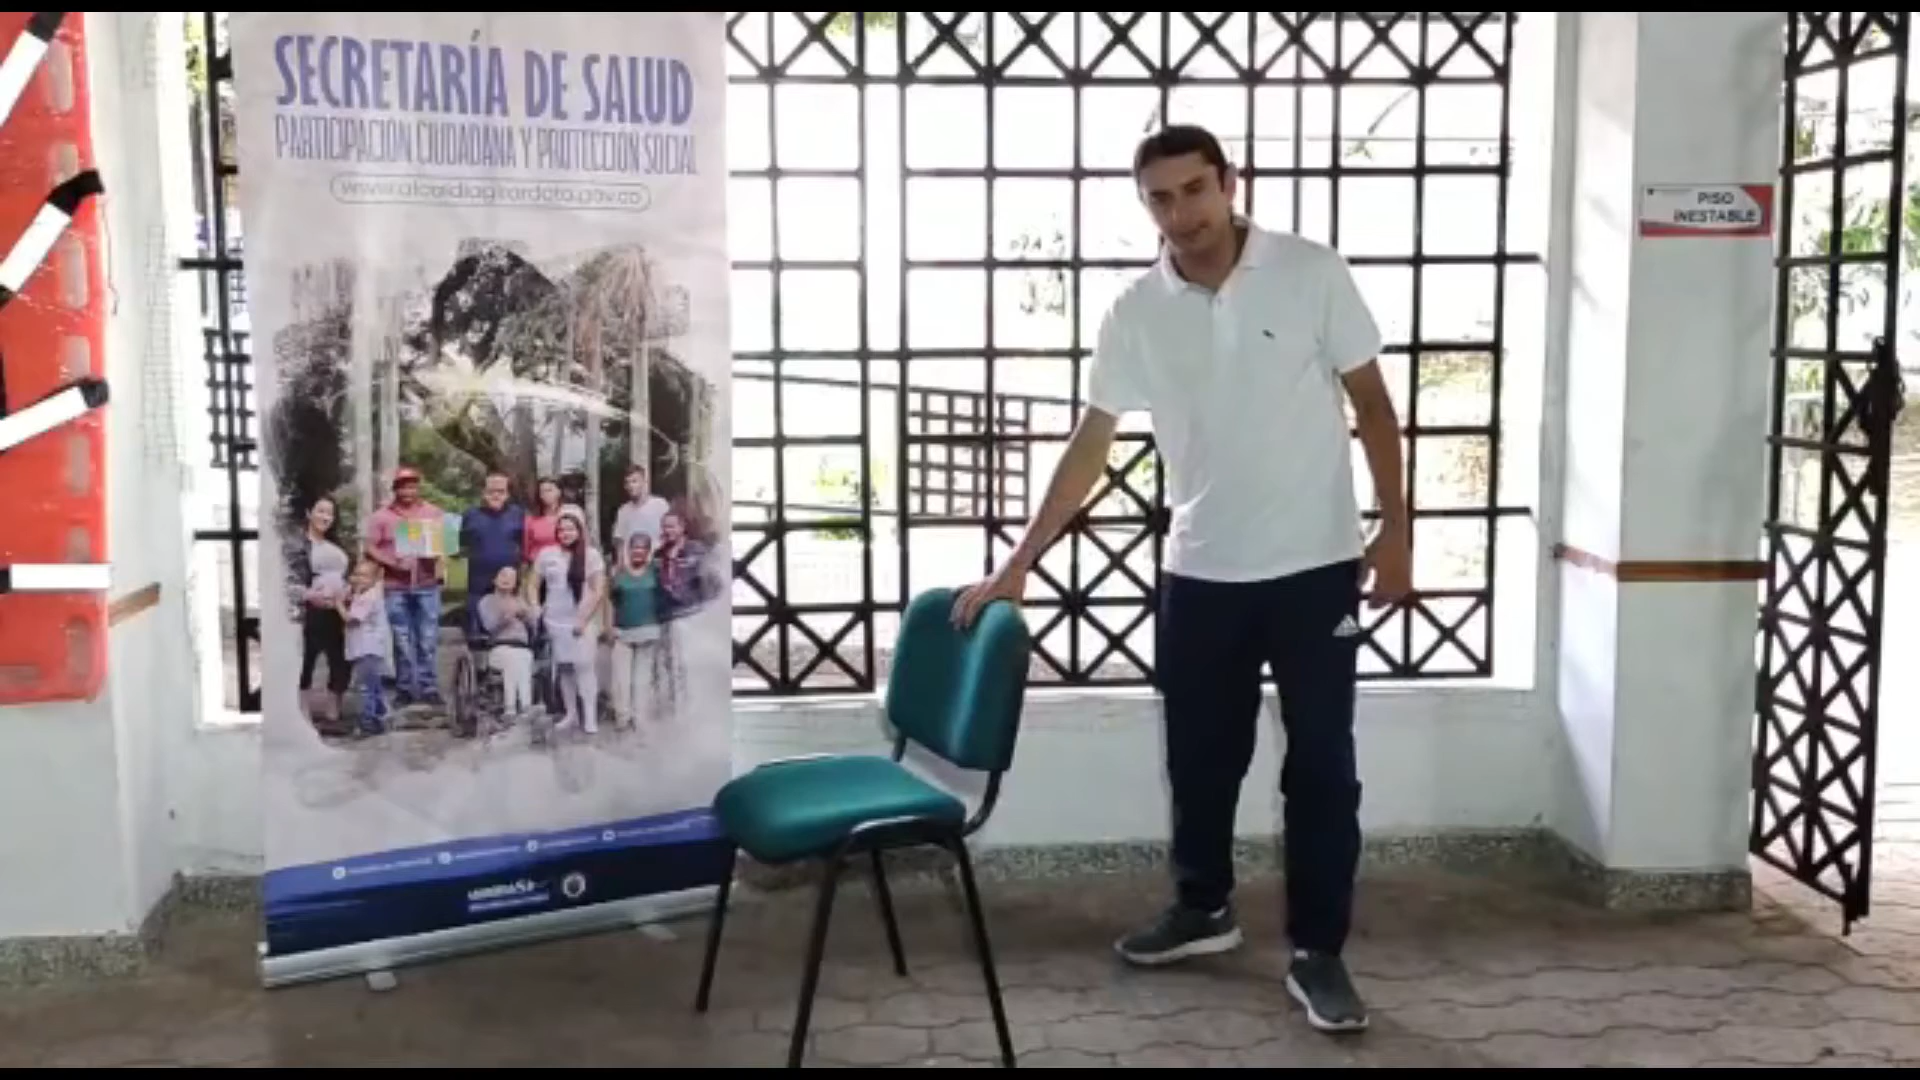 SECRETARÍA DE SALUD
PARTICIPACIÓN CIUDADANA Y PROTECCIÓN SOCIAL
www.alcaldiagirardota.gov.co
PISO
INESTABLE